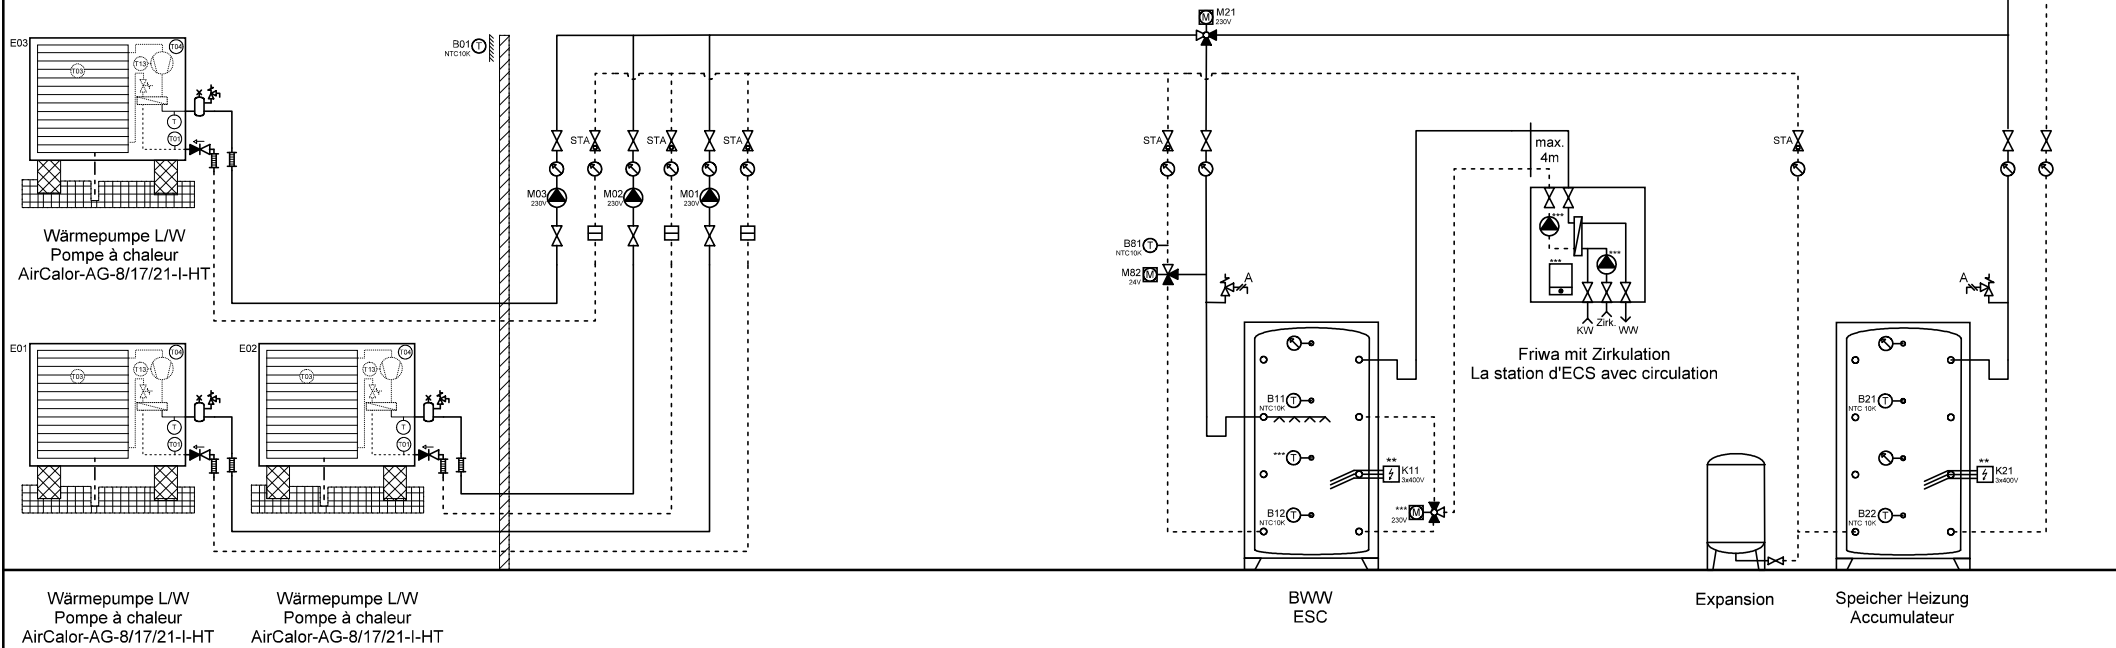 M21
230V
E03
T04
T13
T03
T
T01
B01
T
NTC10K
STA
STA
STA
STA
STA
max.
4m
M03
230V
M02
230V
M01
230V
***
***
***
KW
Zirk.
WW
Wärmepumpe L/W
Pompe à chaleur
AirCalor-AG-8/17/21-I-HT
B81
T
NTC10K
M82
M
24V
A
A
Friwa mit Zirkulation
La station d'ECS avec circulation
E01
T04
T13
T03
T
T01
E02
T04
T13
T03
T
T01
B11
T
NTC10K
***
T
**
K11
3x400V
B12
T
NTC10K
***
M
230V
B21
T
NTC 10K
**
K21
3x400V
B22
T
NTC 10K
Wärmepumpe L/W
Pompe à chaleur
AirCalor-AG-8/17/21-I-HT
Wärmepumpe L/W
Pompe à chaleur
AirCalor-AG-8/17/21-I-HT
BWW
ESC
Expansion
Speicher Heizung
Accumulateur